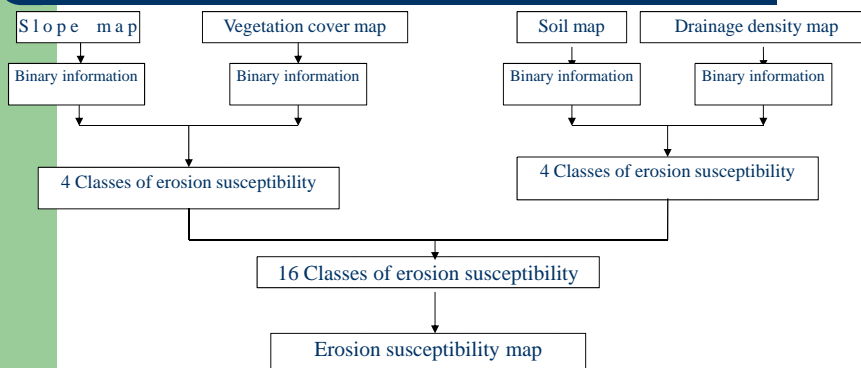 Slope map
Vegetation cover map
Soil map
Drainage density map
Binary information
Binary information
Binary information
Binary information
4 Classes of erosion susceptibility
4 Classes of erosion susceptibility
16 Classes of erosion susceptibility
Erosion susceptibility map